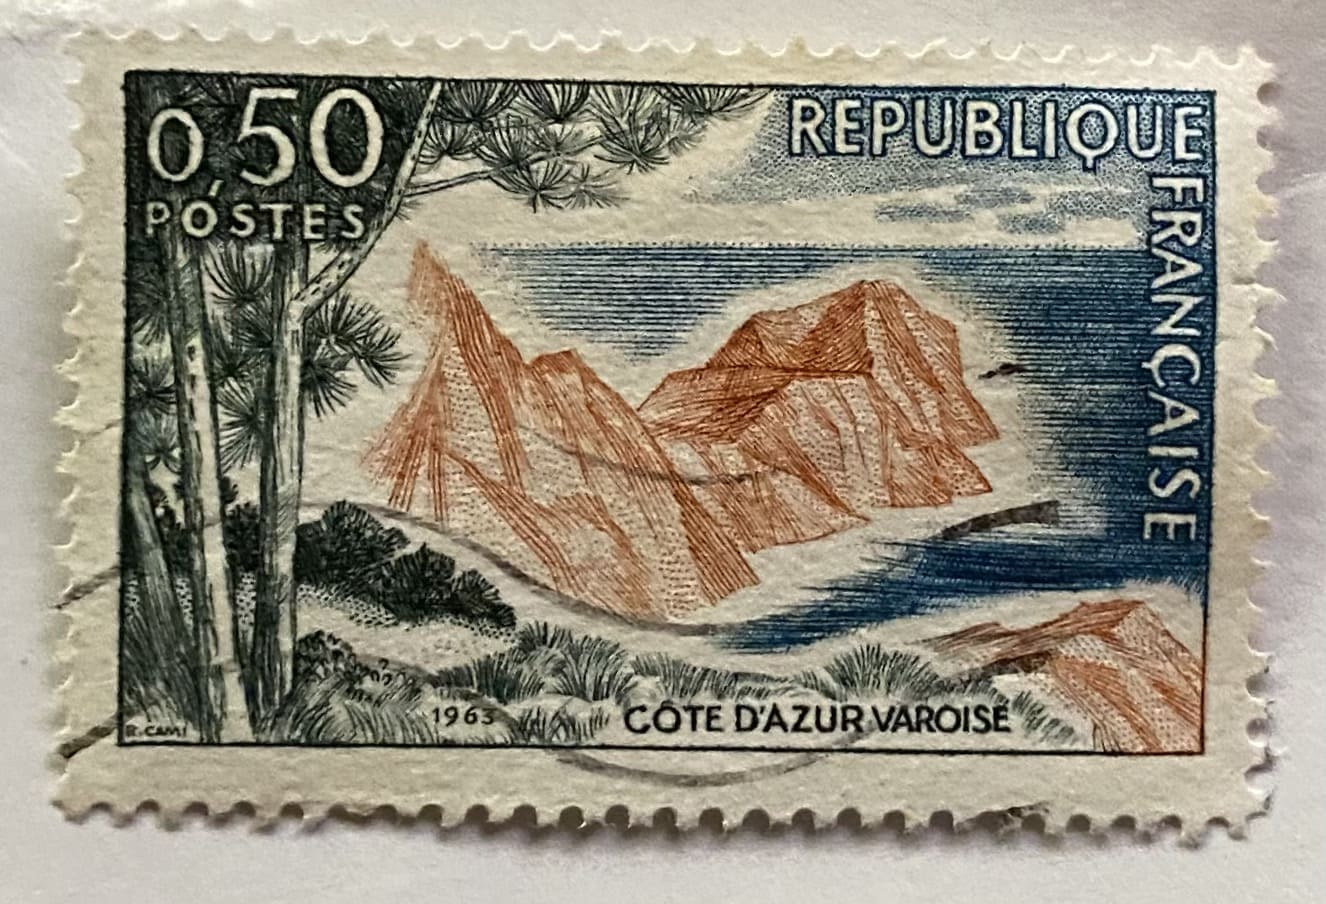 0,50
POSTES
REPUBLIQUE
FRANÇAISE
1963
CÔTE D'AZUR VAROISE
R. CAMI